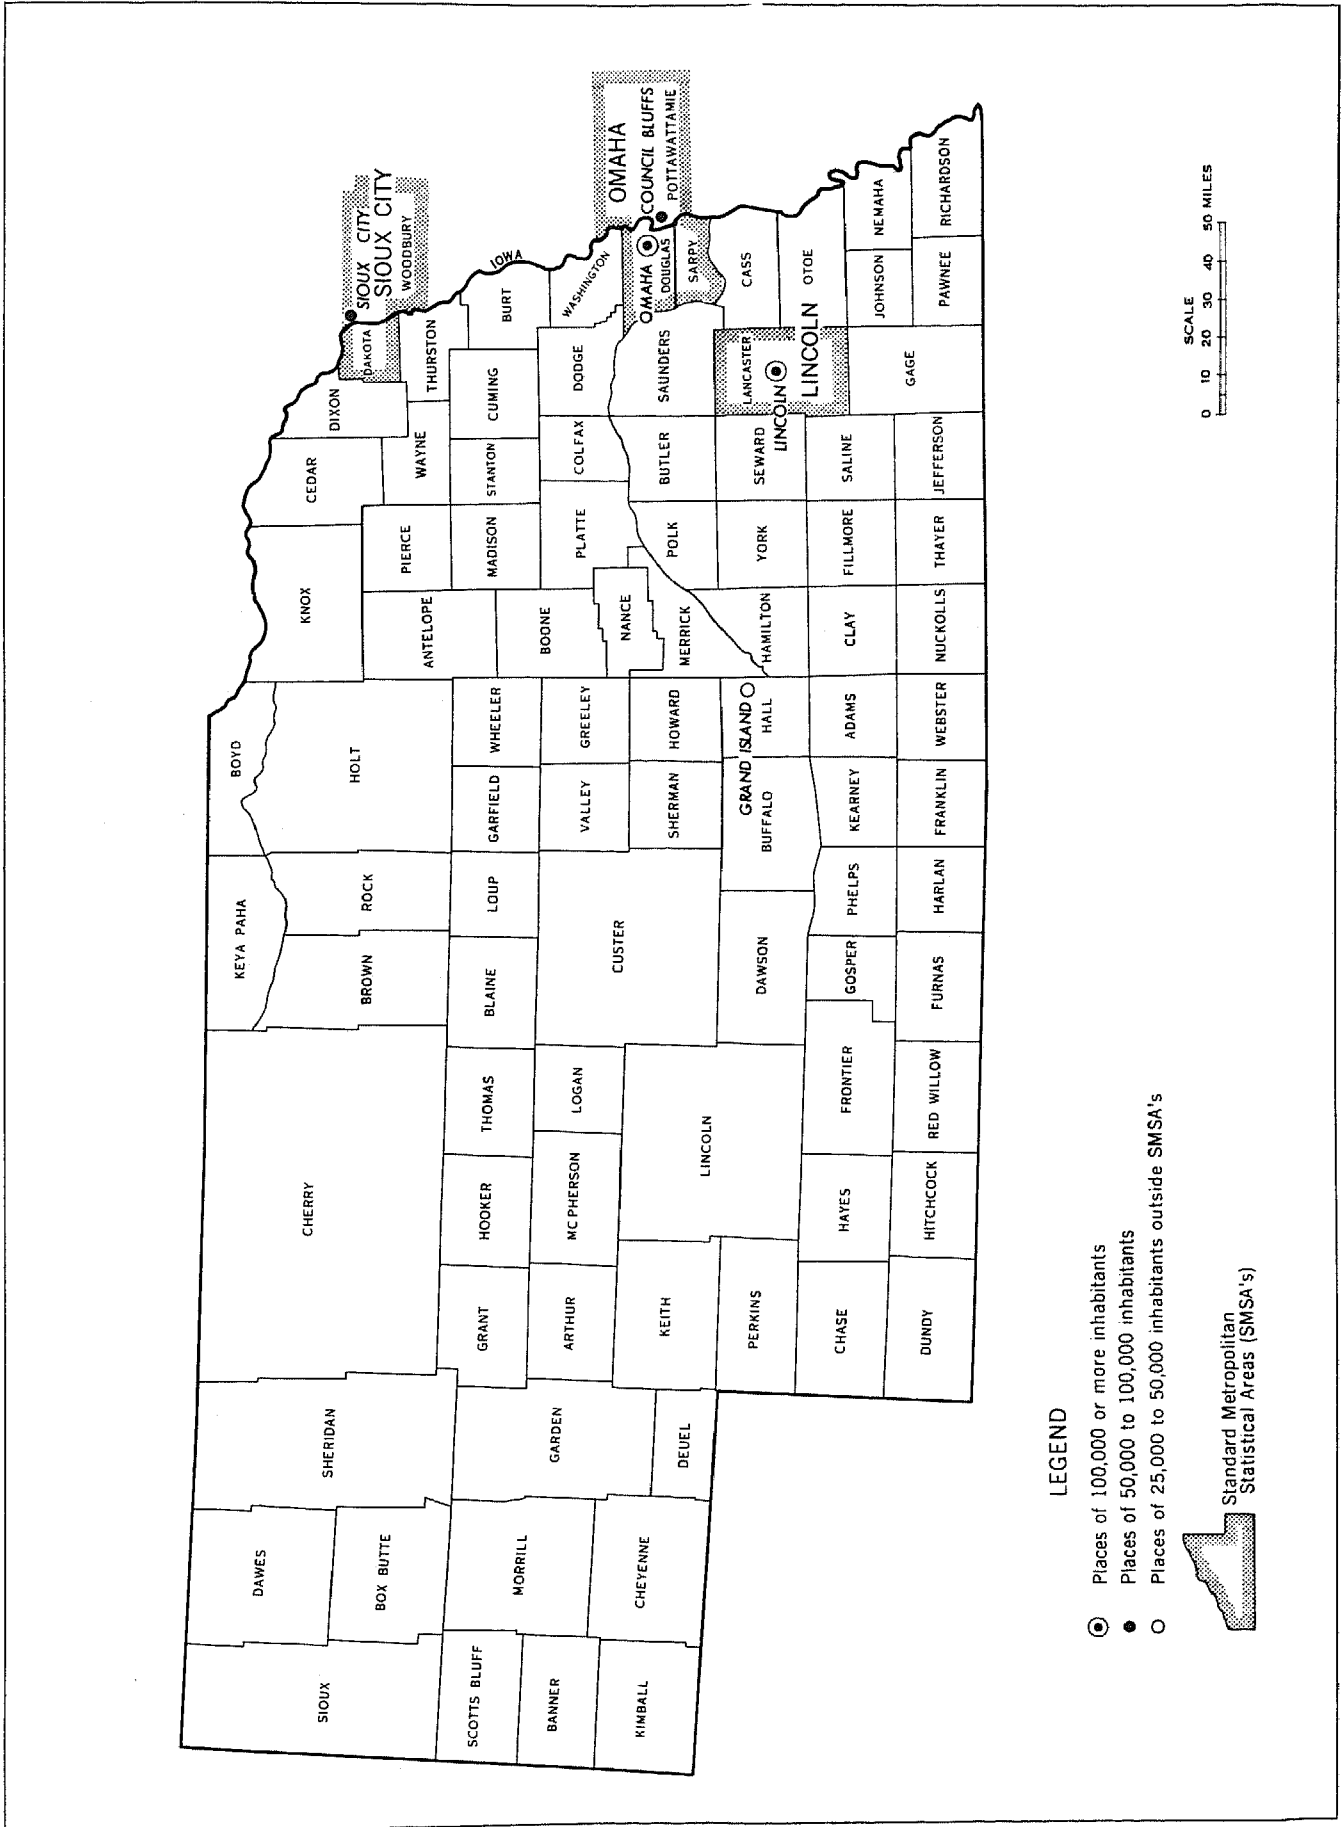 SIOUX CITY
SIOUX CITY
WOODBURY
OMAHA
COUNCIL BLUFFS
POTTAWATTAMIE
IOWA
BOYD
KEYA PAHA
CHERRY
SHERIDAN
DAWES
SIOUX
BOX BUTTE
HOLT
ROCK
BROWN
KNOX
CEDAR
DIXON
DAKOTA
ANTELOPE
PIERCE
WAYNE
THURSTON
SCOTTS BLUFF
MORRILL
GARDEN
GRANT
HOOKER
THOMAS
BLAINE
LOUP
GARFIELD
WHEELER
BOONE
MADISON
STANTON
CUMING
BURT
BANNER
ARTHUR
MC PHERSON
LOGAN
CUSTER
VALLEY
GREELEY
NANCE
PLATTE
COLFAX
DODGE
WASHINGTON
KIMBALL
CHEYENNE
DEUEL
KEITH
LINCOLN
SHERMAN
HOWARD
MERRICK
POLK
BUTLER
SAUNDERS
OMAHA
DOUGLAS
SARPY
PERKINS
DAWSON
BUFFALO
GRAND ISLAND
HALL
HAMILTON
YORK
SEWARD
LANCASTER
LINCOLN
LINCOLN
CASS
OTOE
CHASE
HAYES
FRONTIER
GOSPER
PHELPS
KEARNEY
ADAMS
CLAY
FILLMORE
SALINE
GAGE
JOHNSON
NEMAHA
DUNDY
HITCHCOCK
RED WILLOW
FURNAS
HARLAN
FRANKLIN
WEBSTER
NUCKOLLS
THAYER
JEFFERSON
PAWNEE
RICHARDSON
LEGEND
Places of 100,000 or more inhabitants
Places of 50,000 to 100,000 inhabitants
Places of 25,000 to 50,000 inhabitants outside SMSA's
Standard Metropolitan
Statistical Areas (SMSA's)
SCALE
0 10 20 30 40 50 MILES